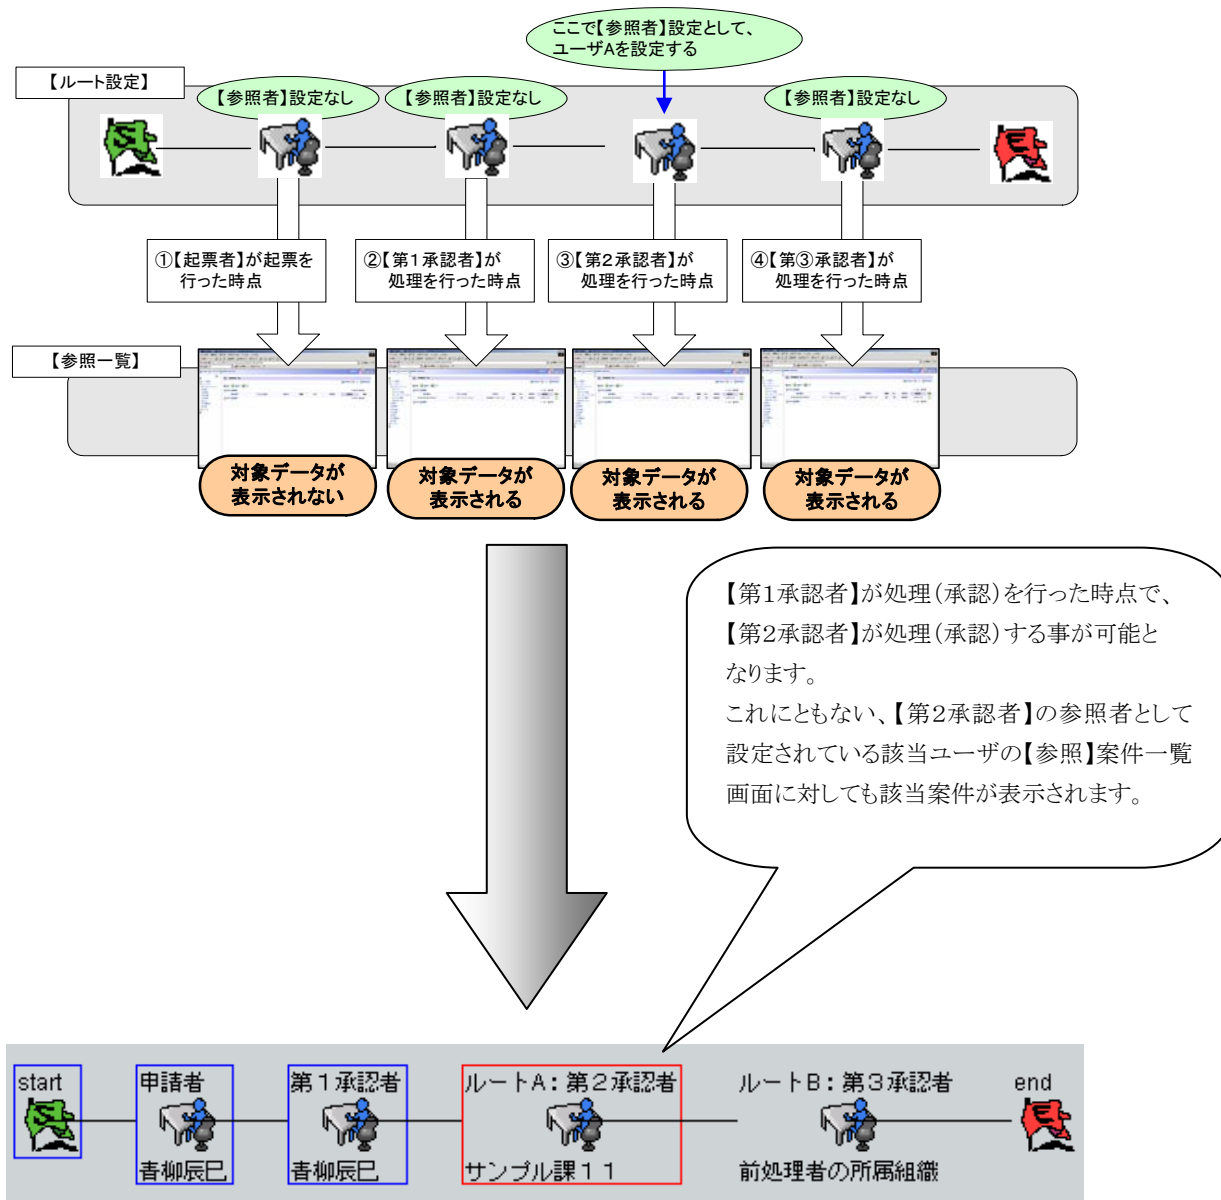 ここで【参照者】設定として、
ユーザAを設定する
【ルート設定】
【参照者】設定なし
【参照者】設定なし
【参照者】設定なし
①【起票者】が起票を
行った時点
②【第1承認者】が
処理を行った時点
③【第2承認者】が
処理を行った時点
④【第③承認者】が
処理を行った時点
【参照一覧】
対象データが
表示されない
対象データが
表示される
対象データが
表示される
対象データが
表示される
【第1承認者】が処理(承認)を行った時点で、
【第2承認者】が処理(承認)する事が可能と
なります。
これにともない、【第2承認者】の参照者として
設定されている該当ユーザの【参照】案件一覧
画面に対しても該当案件が表示されます。
start
申請者
第1承認者
ルートA:第2承認者
ルートB:第3承認者
end
青柳辰巳
青柳辰巳
サンプル課11
前処理者の所属組織